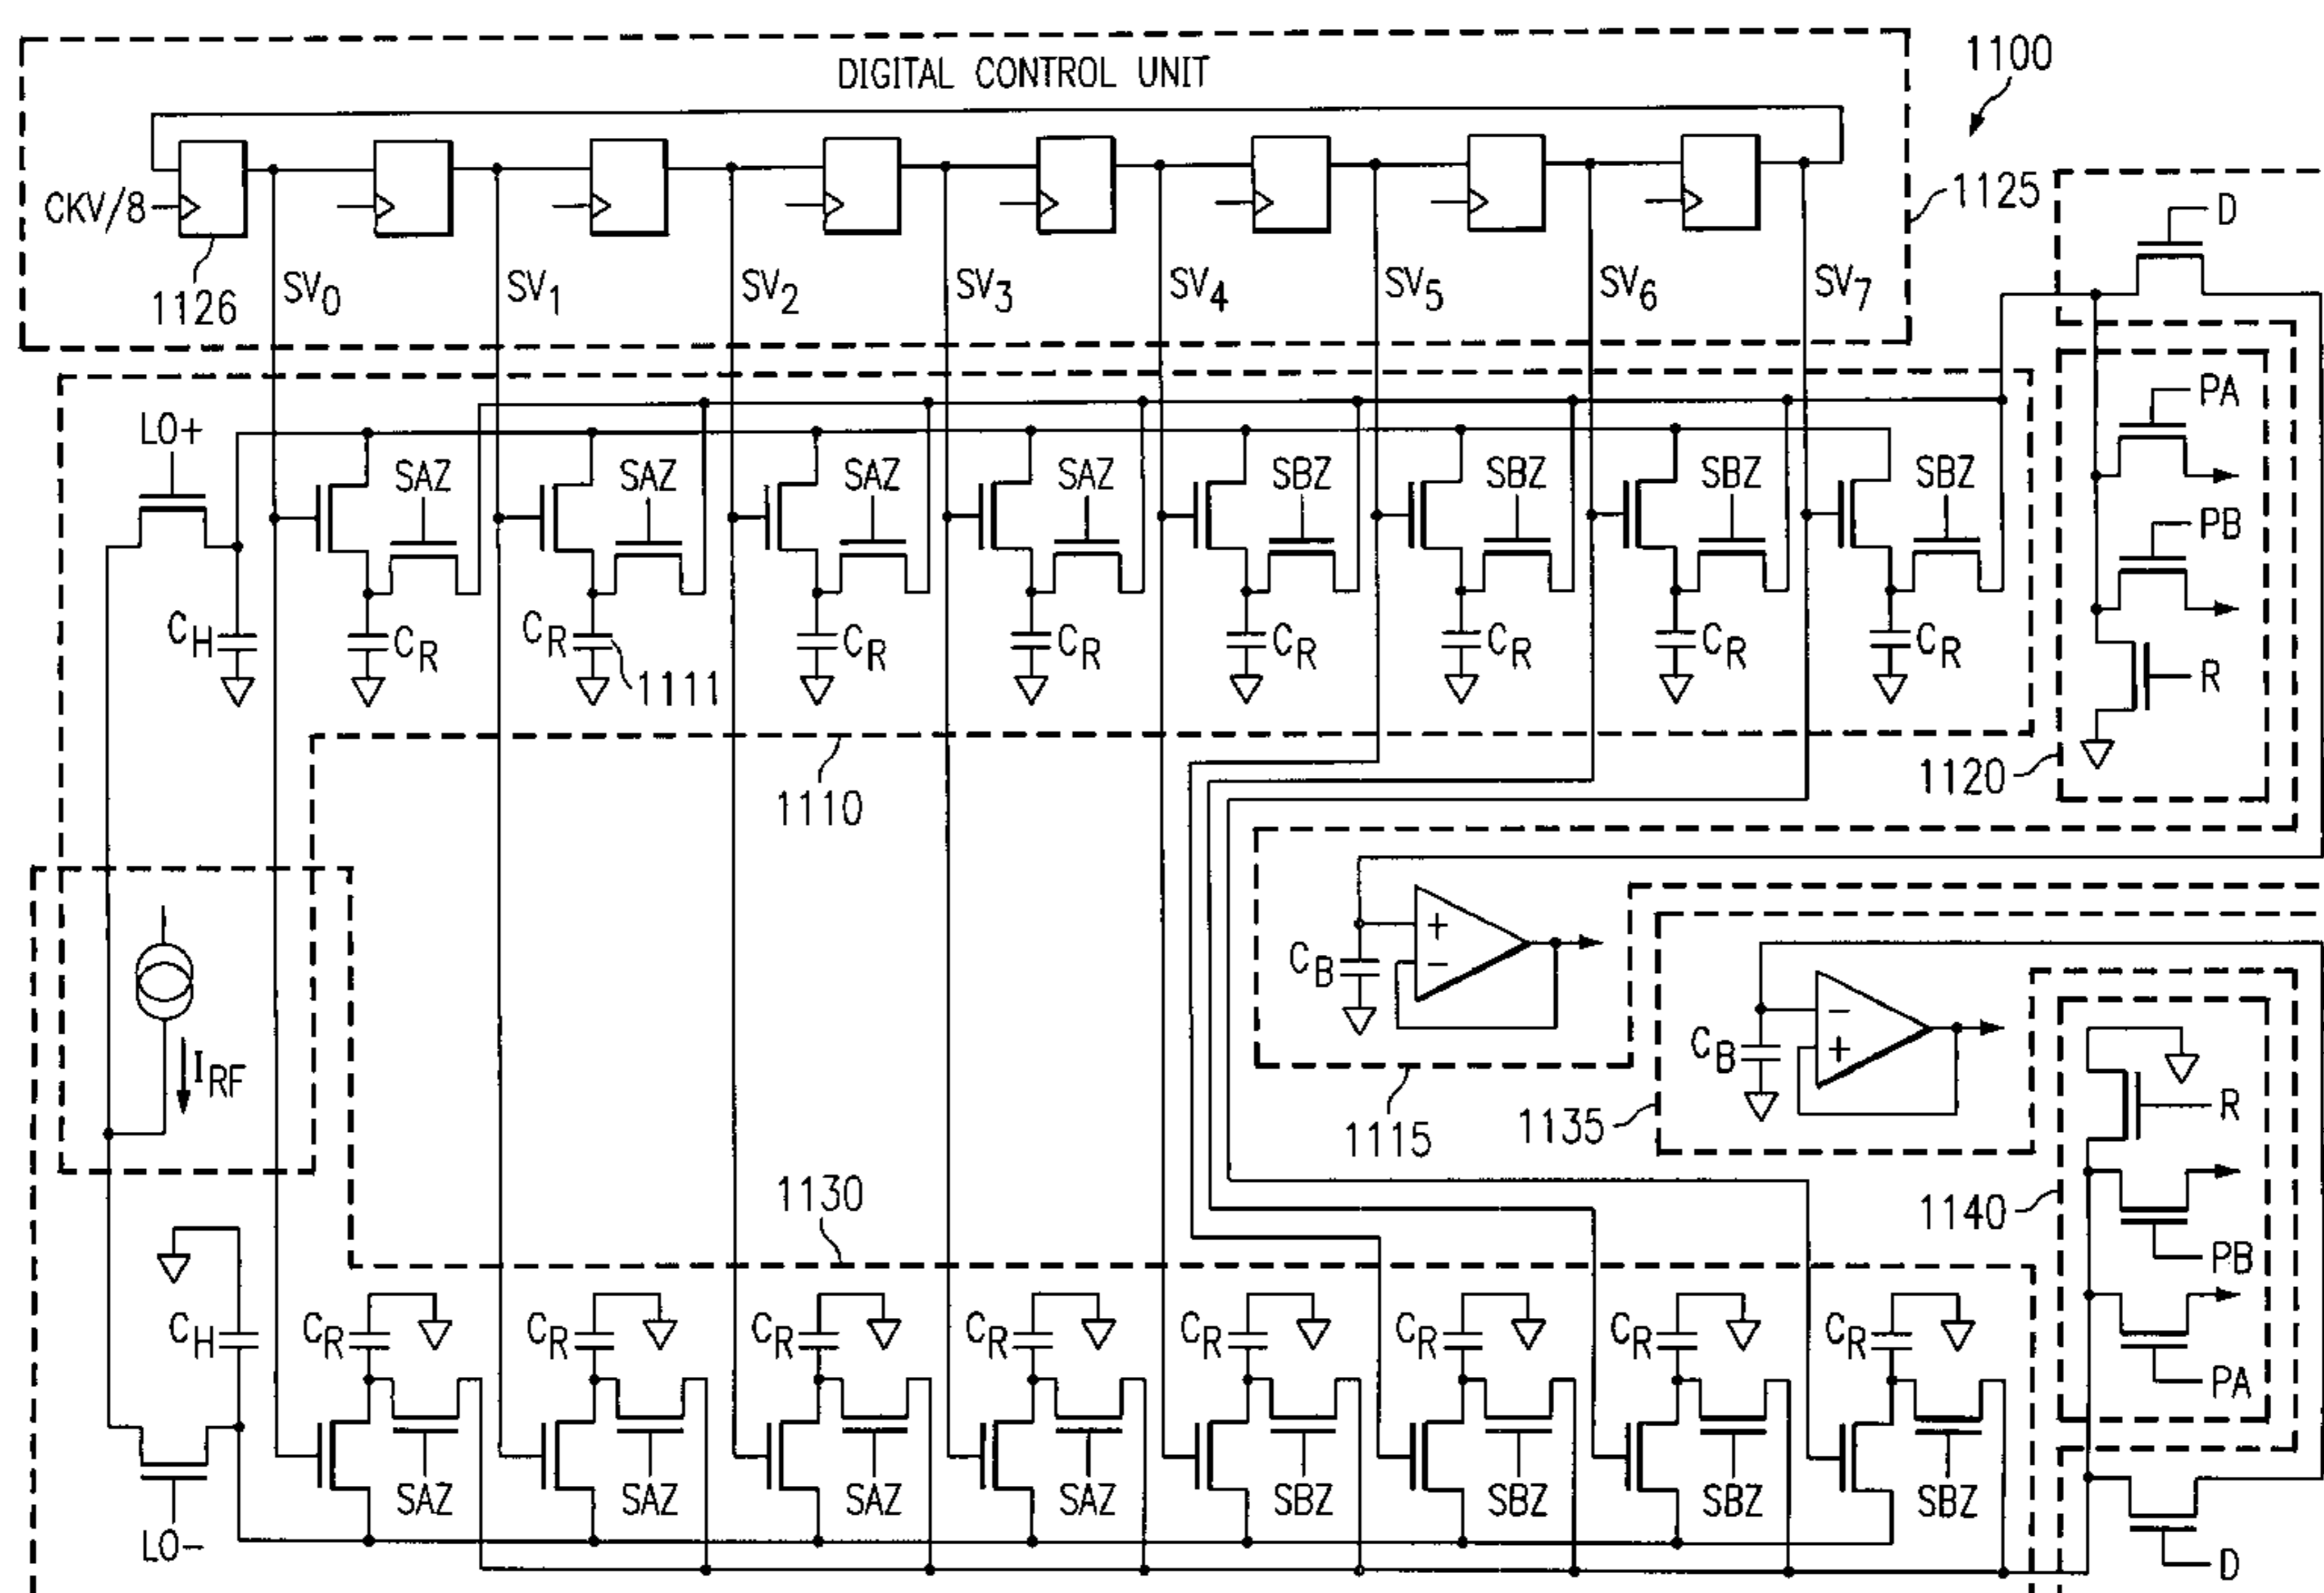 DIGITAL CONTROL UNIT
1100
CKV/8
1126
SV0
SV1
SV2
SV3
SV4
SV5
SV6
SV7
1125
D
LO+
SAZ
SAZ
SAZ
SAZ
SBZ
SBZ
SBZ
SBZ
PA
PB
R
CH
CR
CR
1111
CR
CR
CR
CR
CR
CR
1110
1120
IRF
CB
+
−
1115
CB
−
+
1135
R
1140
PB
PA
1130
CH
CR
CR
CR
CR
CR
CR
CR
CR
SAZ
SAZ
SAZ
SAZ
SBZ
SBZ
SBZ
SBZ
LO−
D